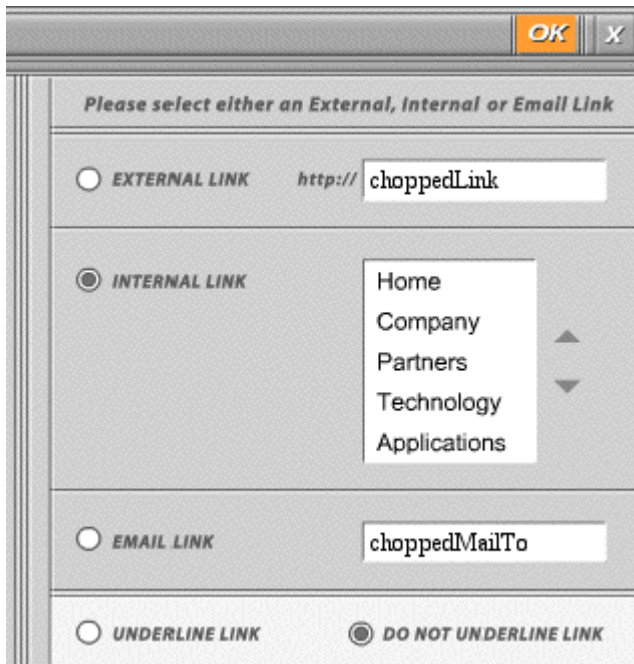 OK X
Please select either an External, Internal or Email Link
EXTERNAL LINK http:// choppedLink
INTERNAL LINK
Home
Company
Partners
Technology
Applications
EMAIL LINK choppedMailTo
UNDERLINE LINK DO NOT UNDERLINE LINK